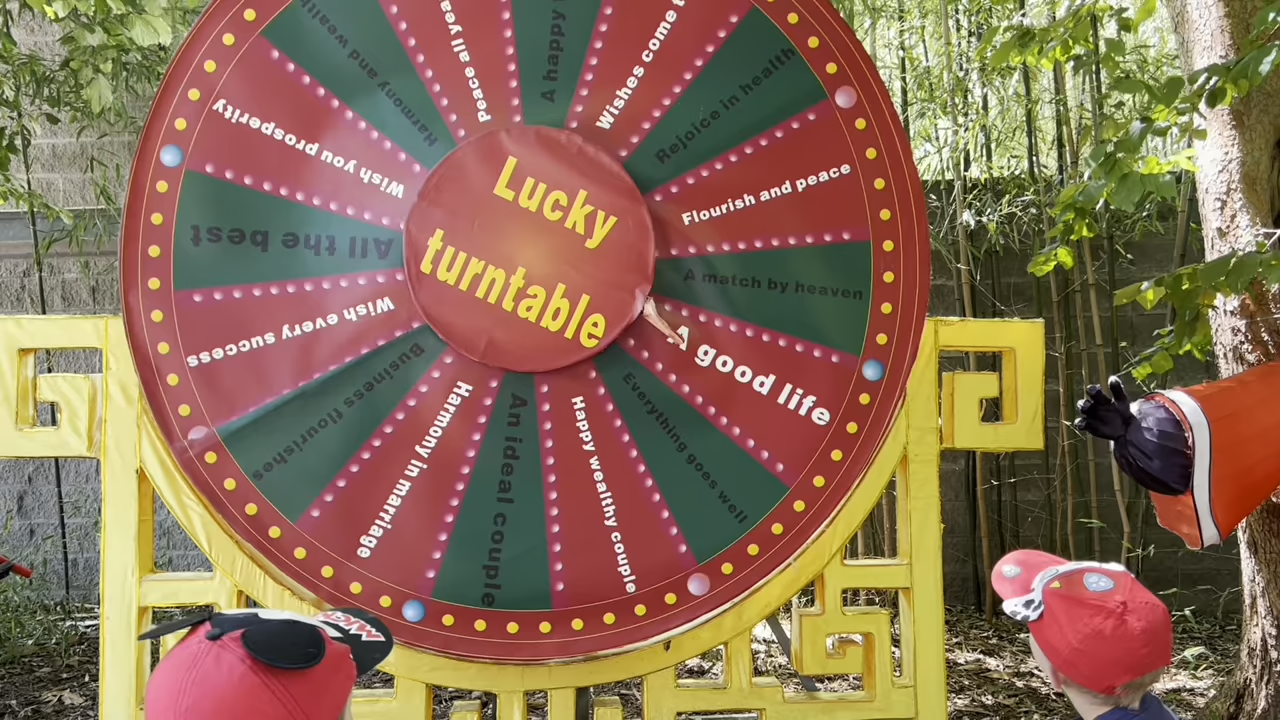 Lucky
turntable
Harmony and wealth
Peace all year
A happy
Wishes come
Rejoice in health
Flourish and peace
A match by heaven
A good life
Everything goes well
Happy wealthy couple
An ideal couple
Harmony in marriage
Business flourishes
Wish every success
All the best
Wish you prosperity